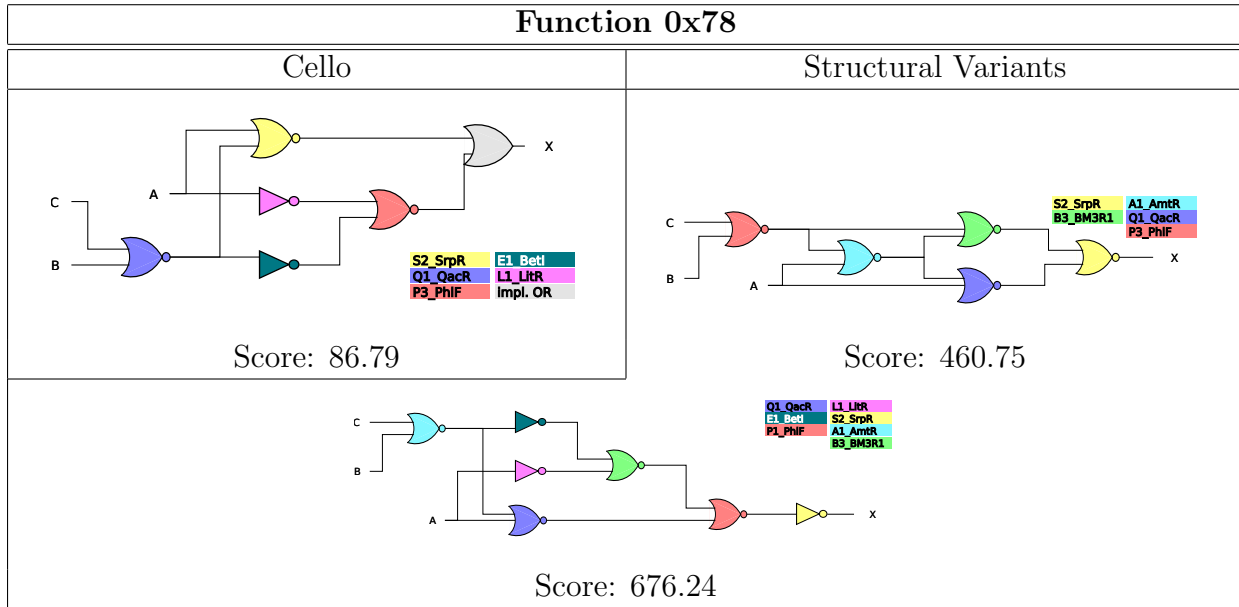 Function 0x78
Cello
Structural Variants
C
B
A
X
S2_SrpR E1_BetI
Q1_QacR L1_LitR
P3_PhlF impl. OR
Score: 86.79
C
B
A
X
S2_SrpR A1_AmtR
B3_BM3R1 Q1_QacR
P3_PhlF
Score: 460.75
C
B
A
X
Q1_QacR L1_LitR
E1_BetI S2_SrpR
P1_PhlF A1_AmtR
B3_BM3R1
Score: 676.24